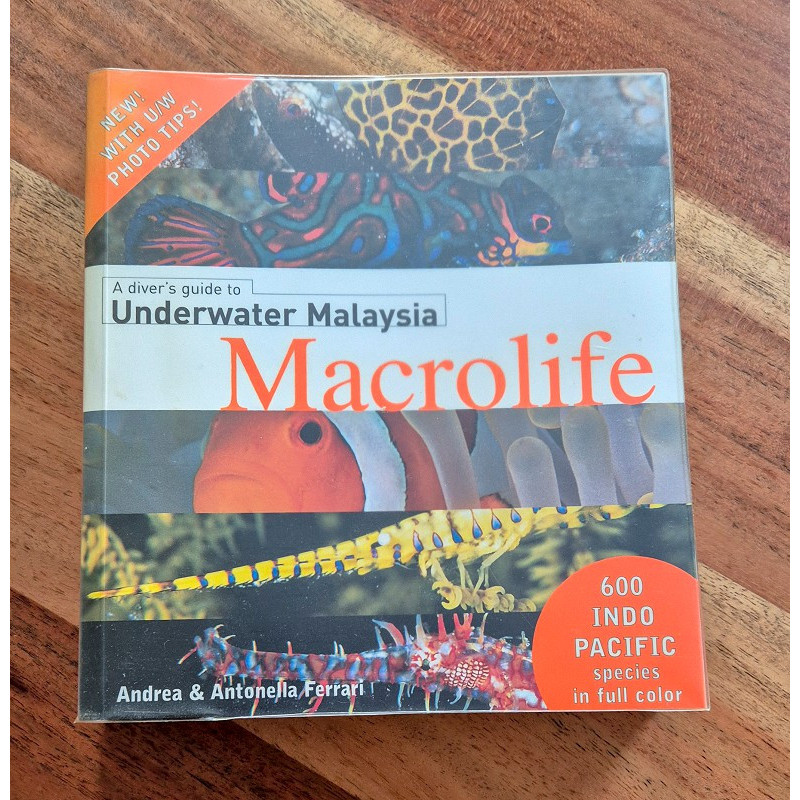 NEW!
WITH U/W
PHOTO TIPS!
A diver's guide to
Underwater Malaysia
Macrolife
600
INDO
PACIFIC
species
in full color
Andrea & Antonella Ferrari